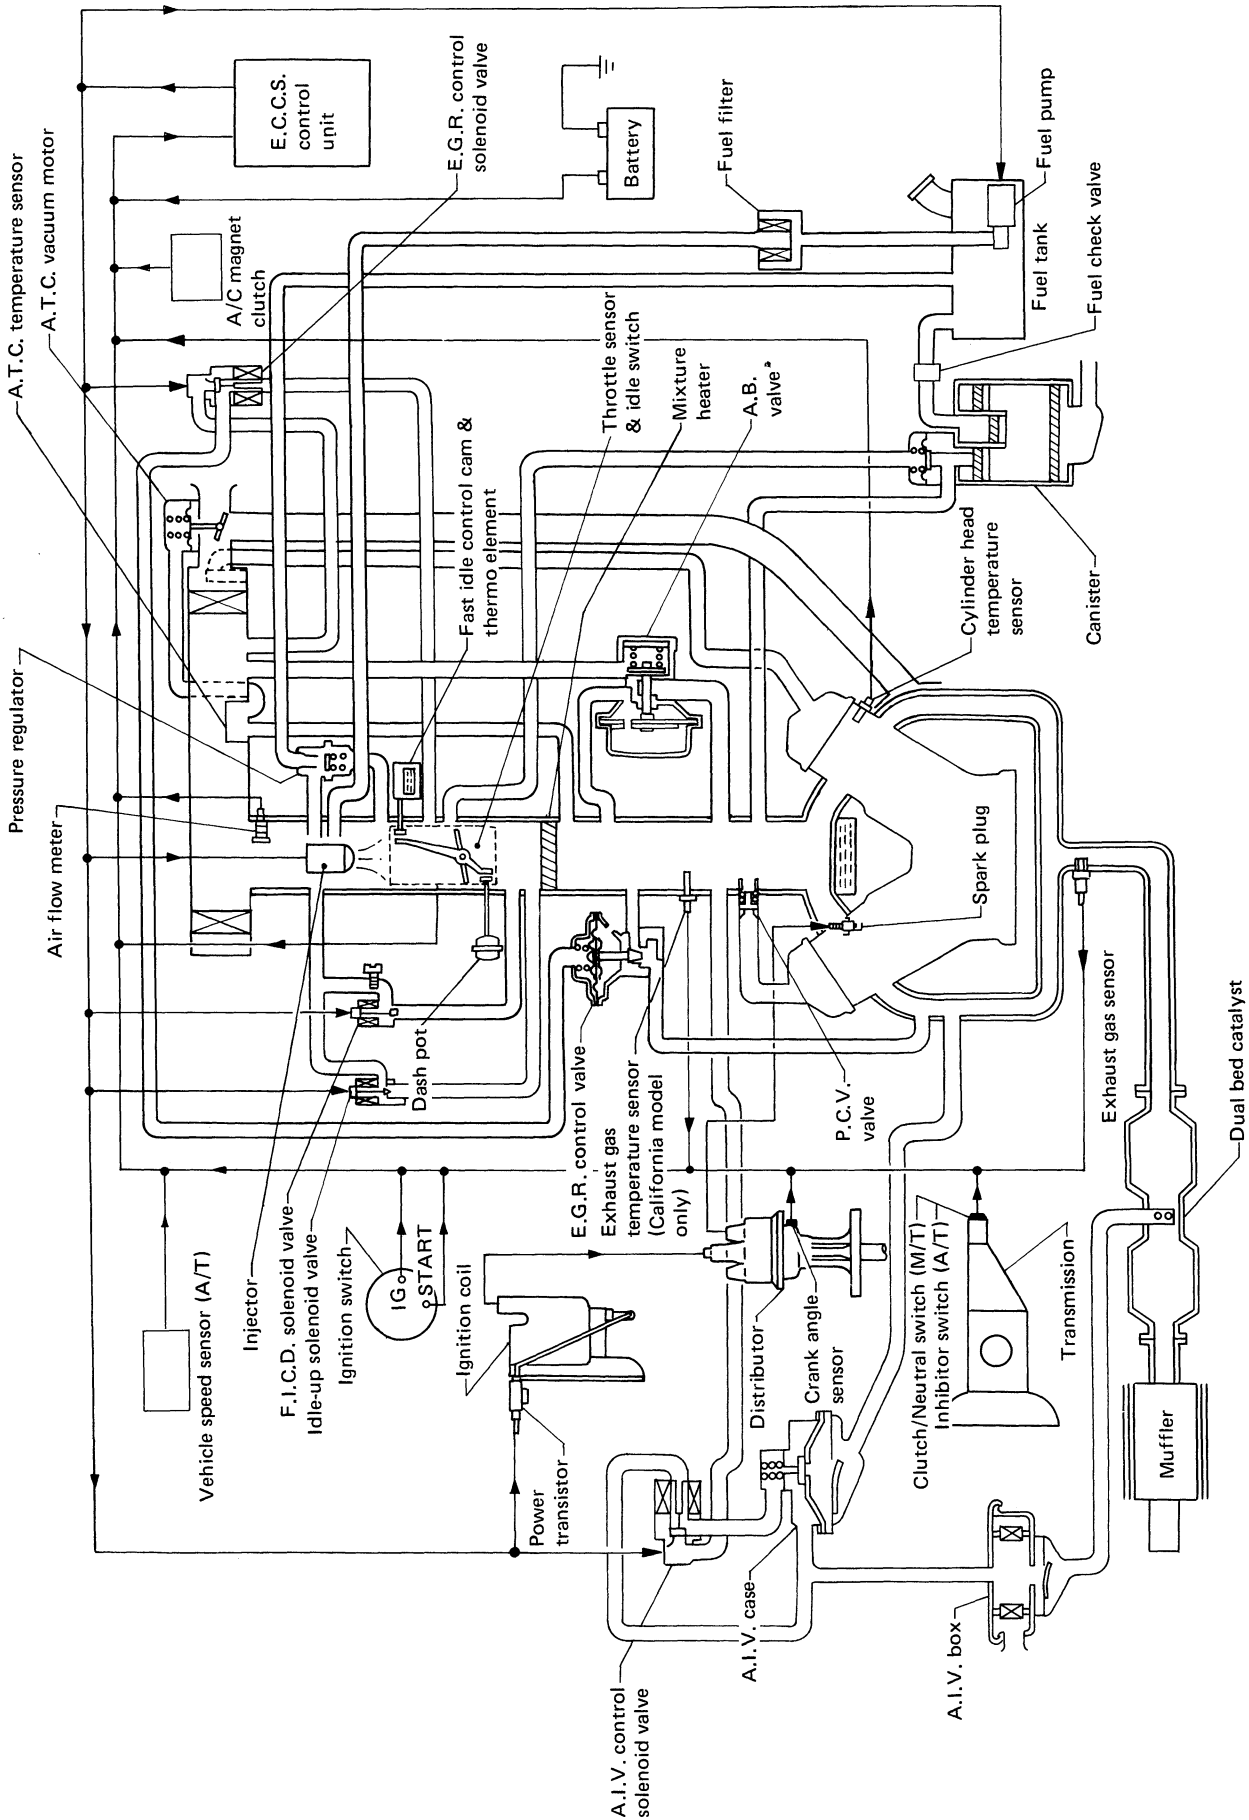 A.T.C. temperature sensor
A.T.C. vacuum motor
Pressure regulator
Air flow meter
E.C.C.S.
control
unit
E.G.R. control
solenoid valve
A/C magnet
clutch
Battery
Fuel filter
Fuel pump
Fuel tank
Fuel check valve
Fast idle control cam &
thermo element
Throttle sensor
& idle switch
Mixture
heater
A.B.
valve
Cylinder head
temperature
sensor
Canister
Vehicle speed sensor (A/T)
Injector
F.I.C.D. solenoid valve
Idle-up solenoid valve
Ignition switch
IG
START
Dash pot
Ignition coil
Power
transistor
E.G.R. control valve
Exhaust gas
temperature sensor
(California model
only)
P.C.V.
valve
Spark plug
Exhaust gas sensor
Dual bed catalyst
Distributor
Crank angle
sensor
Clutch/Neutral switch (M/T)
Inhibitor switch (A/T)
Transmission
Muffler
A.I.V. control
solenoid valve
A.I.V. case
A.I.V. box